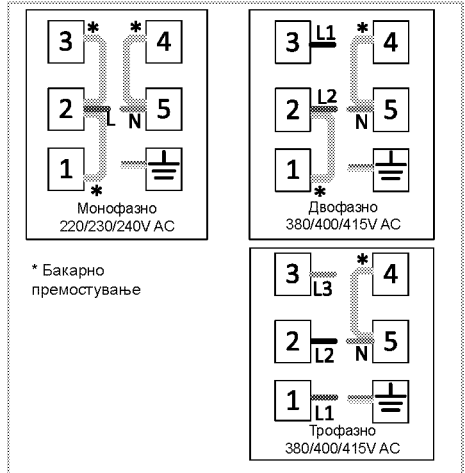 3 * * 4
2 L N 5
1 *
Монофазно
220/230/240V AC
3 L1 * 4
2 L2 N 5
1 *
Двофазно
380/400/415V AC
* Бакарно
премостување
3 L3 * 4
2 L2 N 5
1 L1
Трофазно
380/400/415V AC